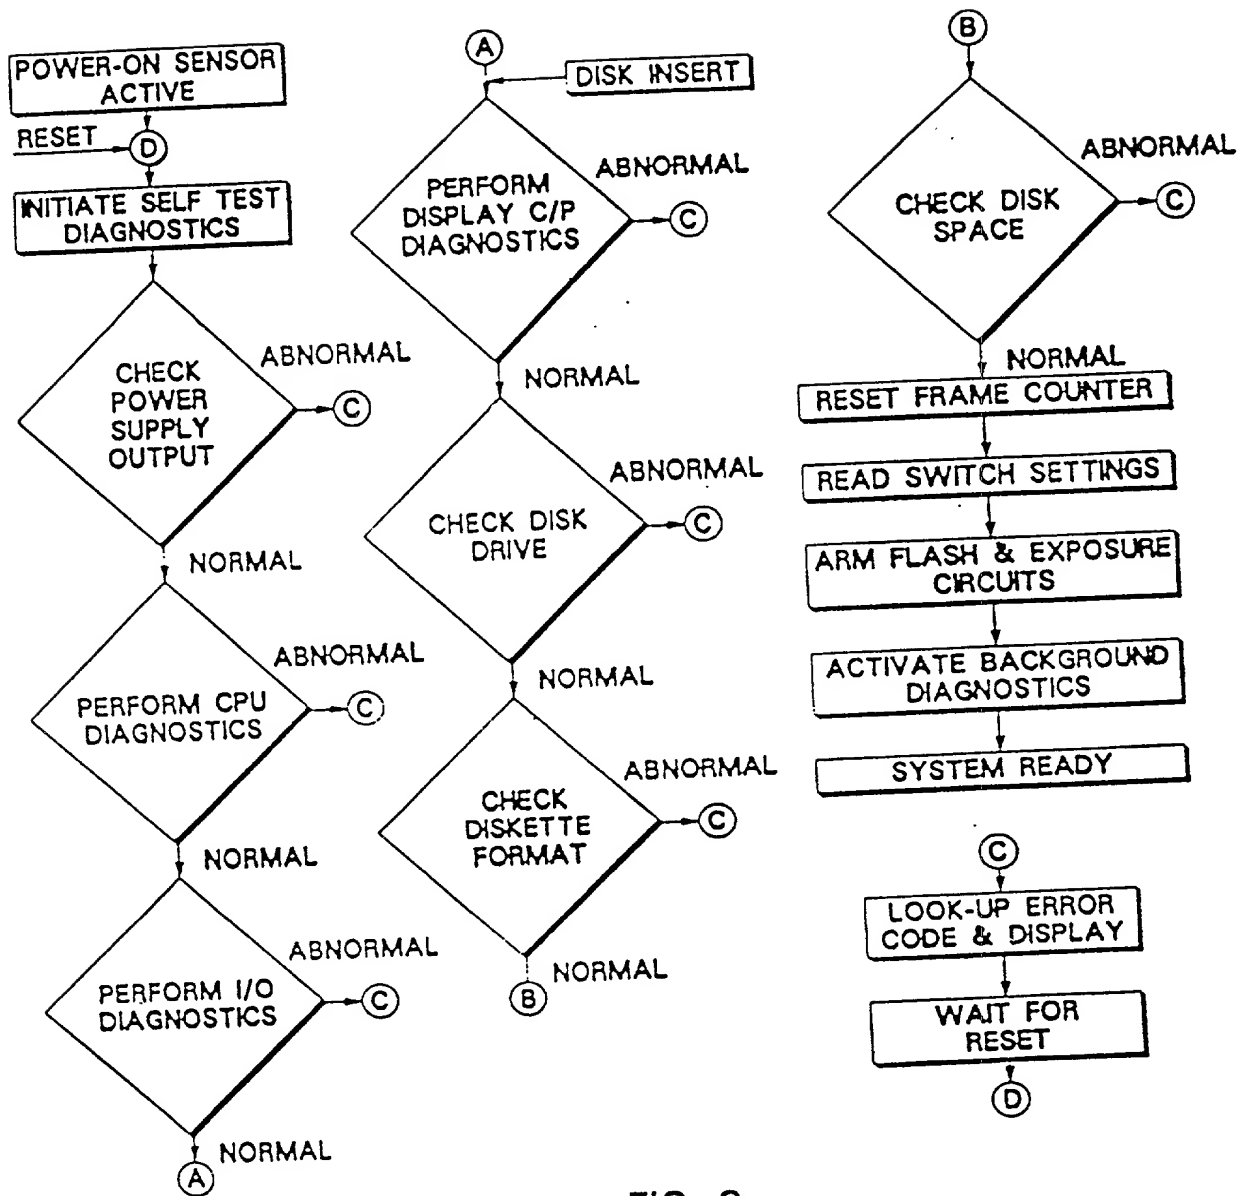 POWER-ON SENSOR
ACTIVE
RESET
D
INITIATE SELF TEST
DIAGNOSTICS
CHECK
POWER
SUPPLY
OUTPUT
ABNORMAL
C
NORMAL
PERFORM CPU
DIAGNOSTICS
ABNORMAL
C
NORMAL
PERFORM I/O
DIAGNOSTICS
ABNORMAL
C
NORMAL
A
A
DISK INSERT
PERFORM
DISPLAY C/P
DIAGNOSTICS
ABNORMAL
C
NORMAL
CHECK DISK
DRIVE
ABNORMAL
C
NORMAL
CHECK
DISKETTE
FORMAT
ABNORMAL
C
NORMAL
B
B
CHECK DISK
SPACE
ABNORMAL
C
NORMAL
RESET FRAME COUNTER
READ SWITCH SETTINGS
ARM FLASH & EXPOSURE
CIRCUITS
ACTIVATE BACKGROUND
DIAGNOSTICS
SYSTEM READY
C
LOOK-UP ERROR
CODE & DISPLAY
WAIT FOR
RESET
D